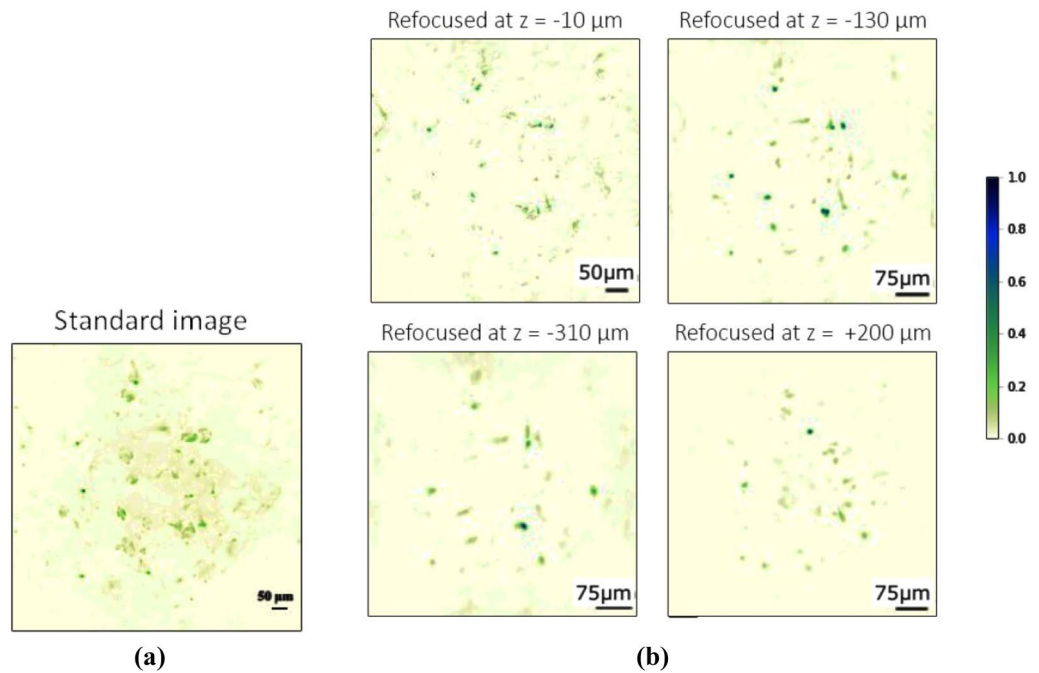 Refocused at z = -10 µm
Refocused at z = -130 µm
50µm
75µm
1.0
0.8
0.6
0.4
0.2
0.0
Standard image
50 µm
Refocused at z = -310 µm
Refocused at z = +200 µm
75µm
75µm
(a)
(b)